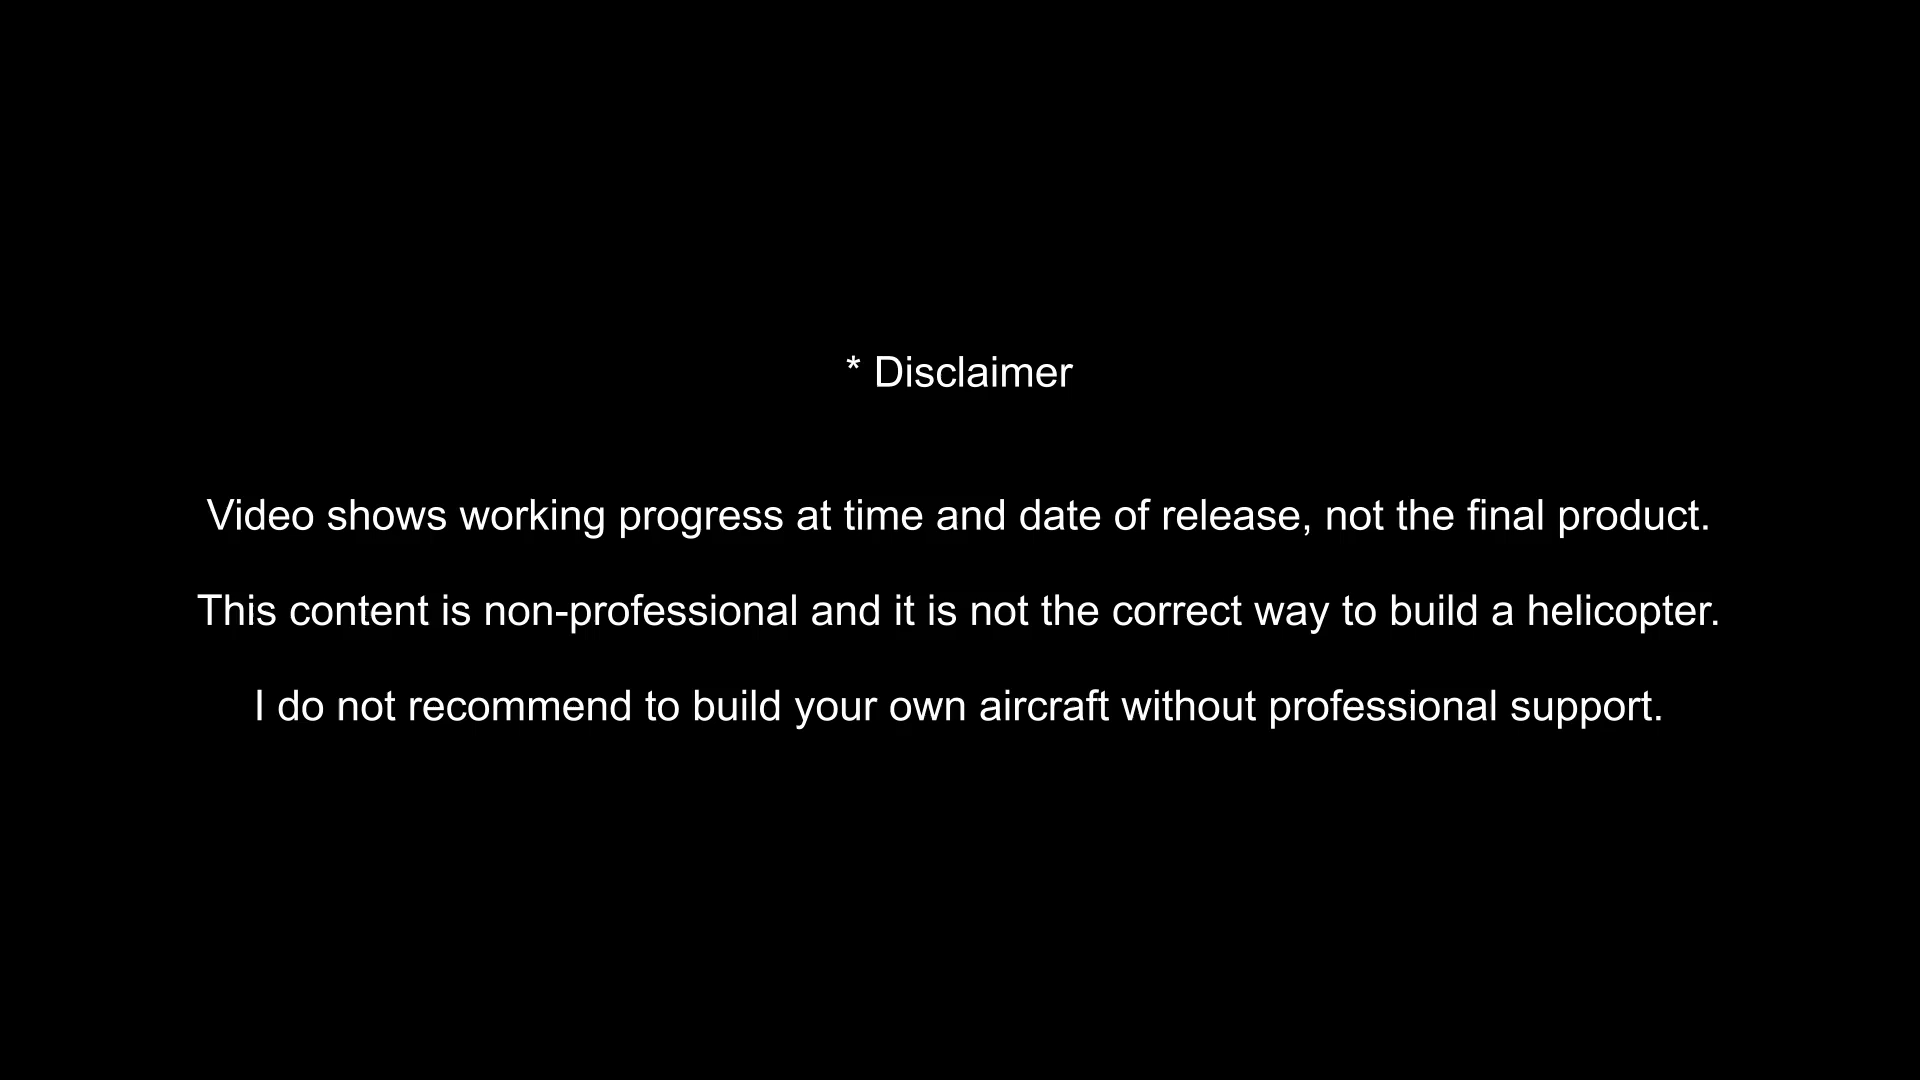 * Disclaimer
Video shows working progress at time and date of release, not the final product.
This content is non-professional and it is not the correct way to build a helicopter.
I do not recommend to build your own aircraft without professional support.